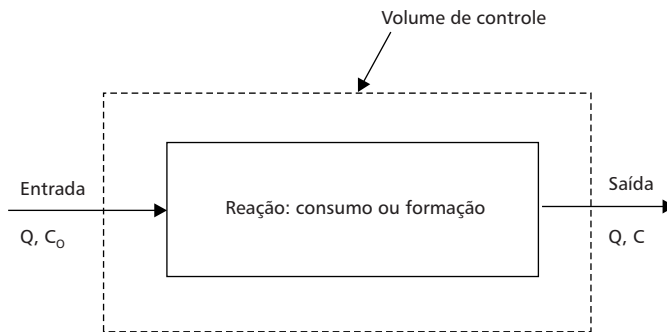 Volume de controle
Entrada
Q, C₀
Reação: consumo ou formação
Saída
Q, C